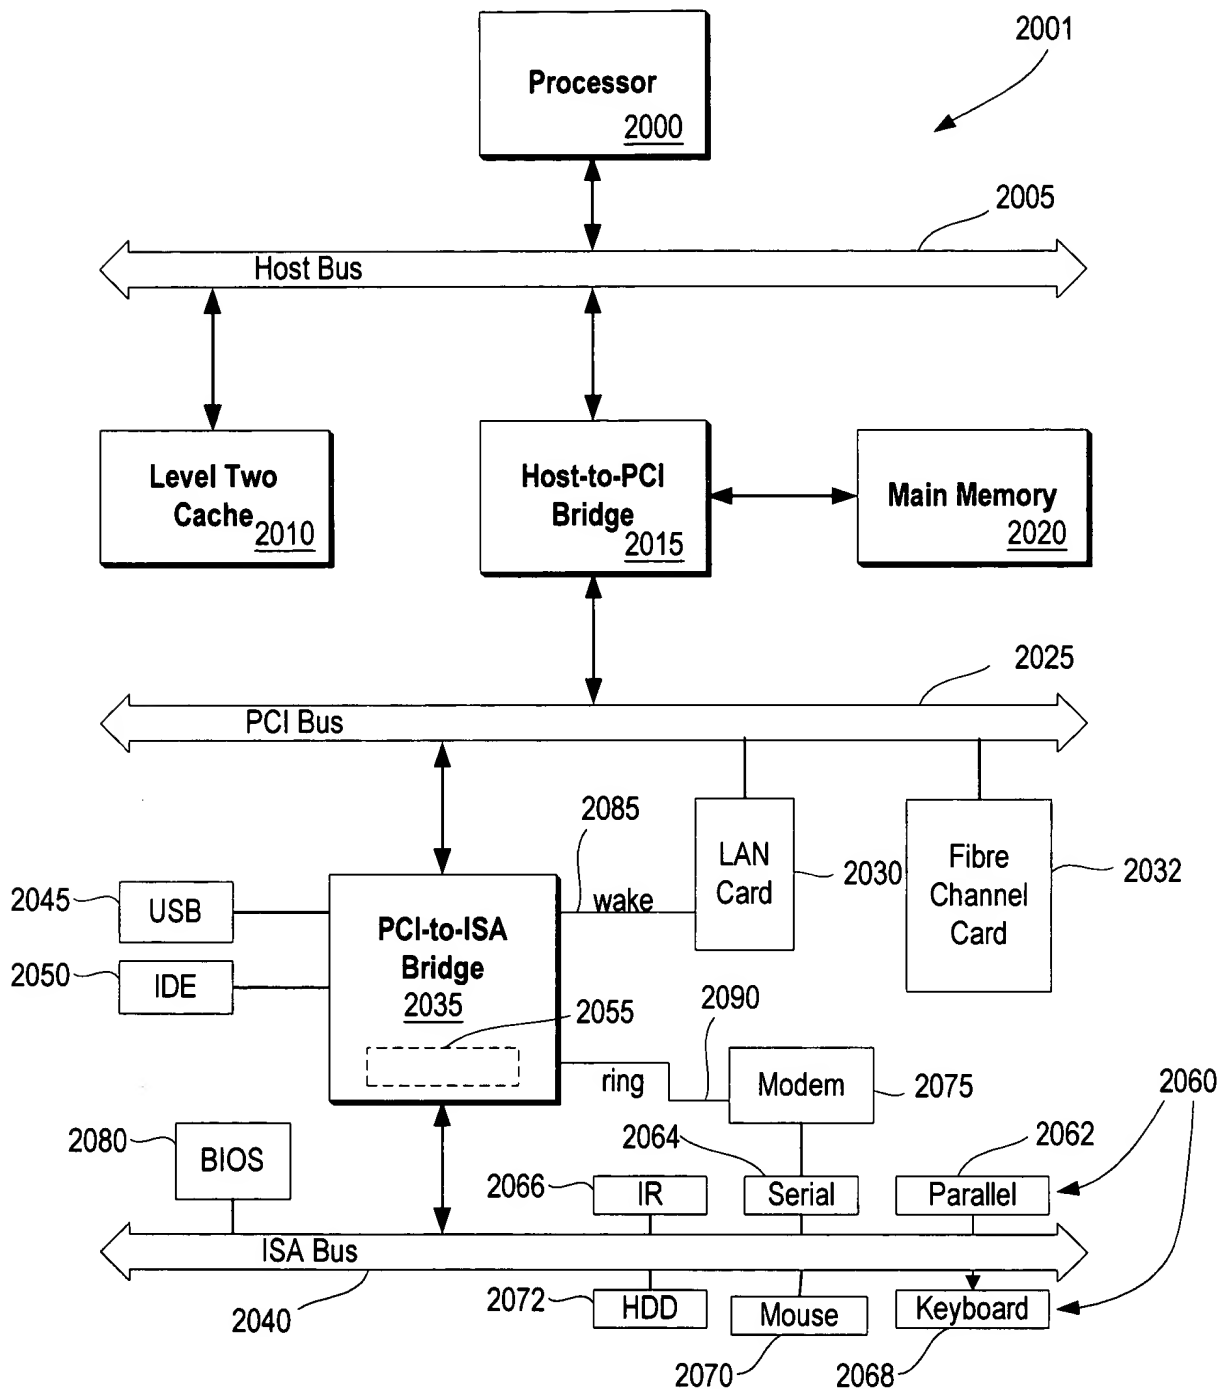 2001
Processor
2000
2005
Host Bus
Level Two
Cache
2010
Host-to-PCI
Bridge
2015
Main Memory
2020
2025
PCI Bus
2085
LAN
Card
2030
Fibre
Channel
Card
2032
wake
2045
USB
2050
IDE
PCI-to-ISA
Bridge
2035
2055
2090
ring
Modem
2075
2060
2080
BIOS
2064
2062
2066
IR
Serial
Parallel
ISA Bus
2040
2072
HDD
Mouse
Keyboard
2070
2068